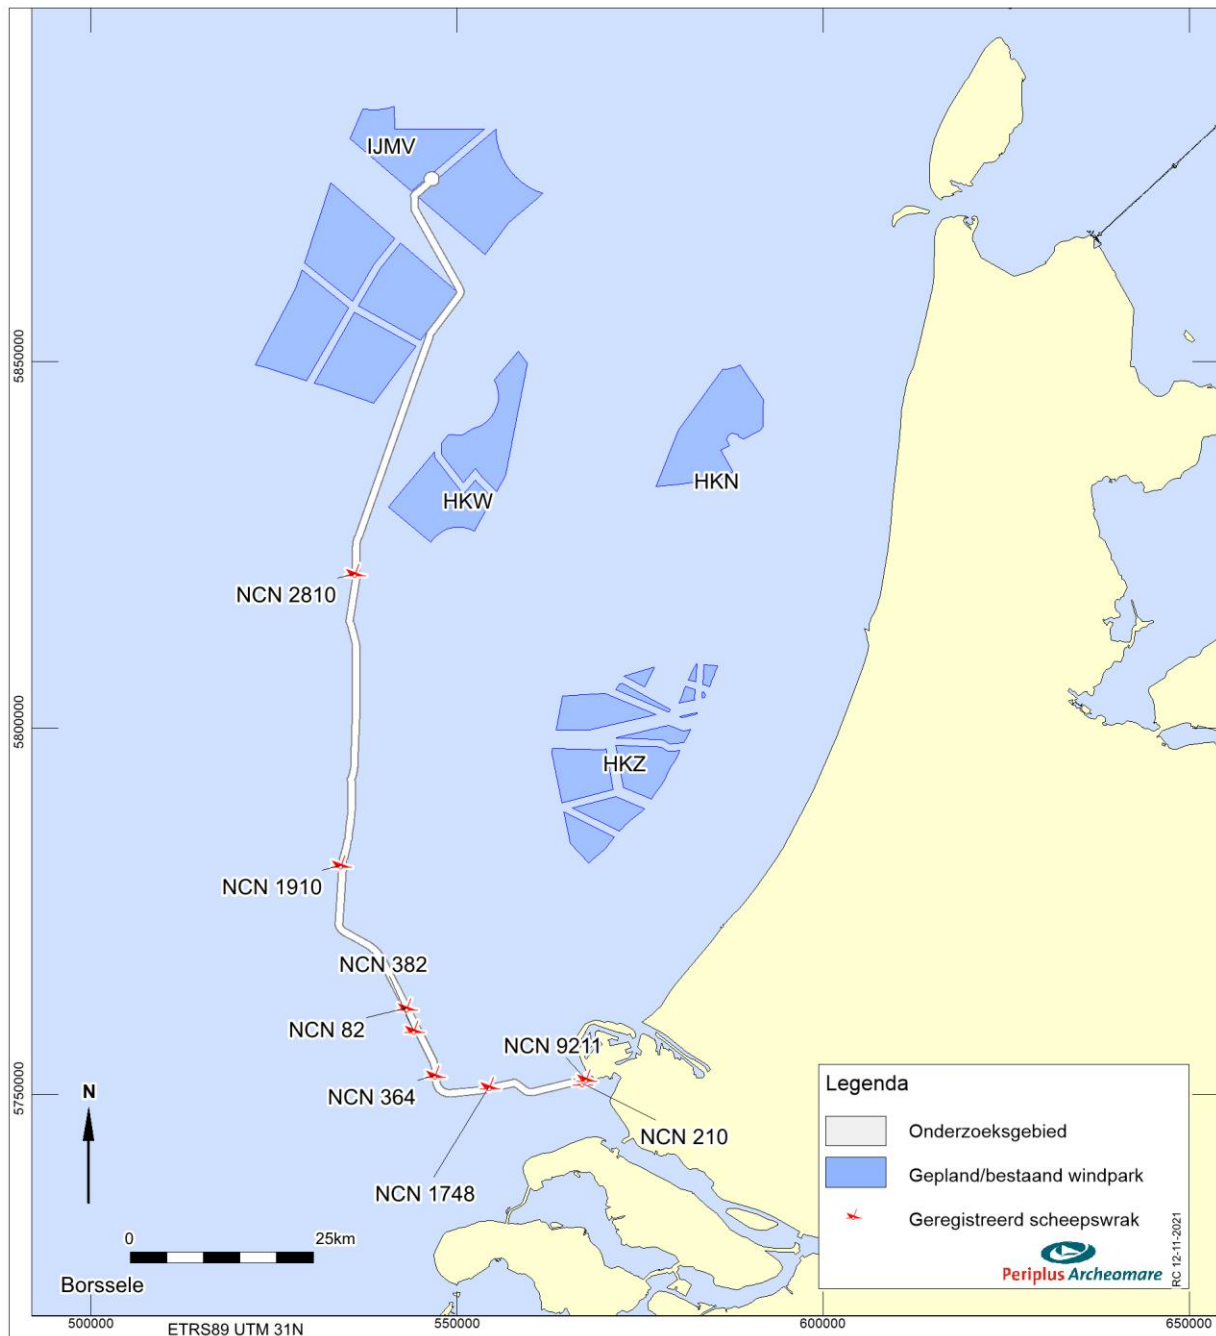 IJMV
5850000
HKW
HKN
NCN 2810
5800000
HKZ
NCN 1910
NCN 382
NCN 82
NCN 9211
5750000
N
NCN 364
NCN 210
NCN 1748
0 25km
Borssele
Legenda
Onderzoeksgebied
Gepland/bestaand windpark
Geregistreerd scheepswrak
Periplus Archeomare
RC 12-11-2021
500000 550000 600000 650000
ETRS89 UTM 31N